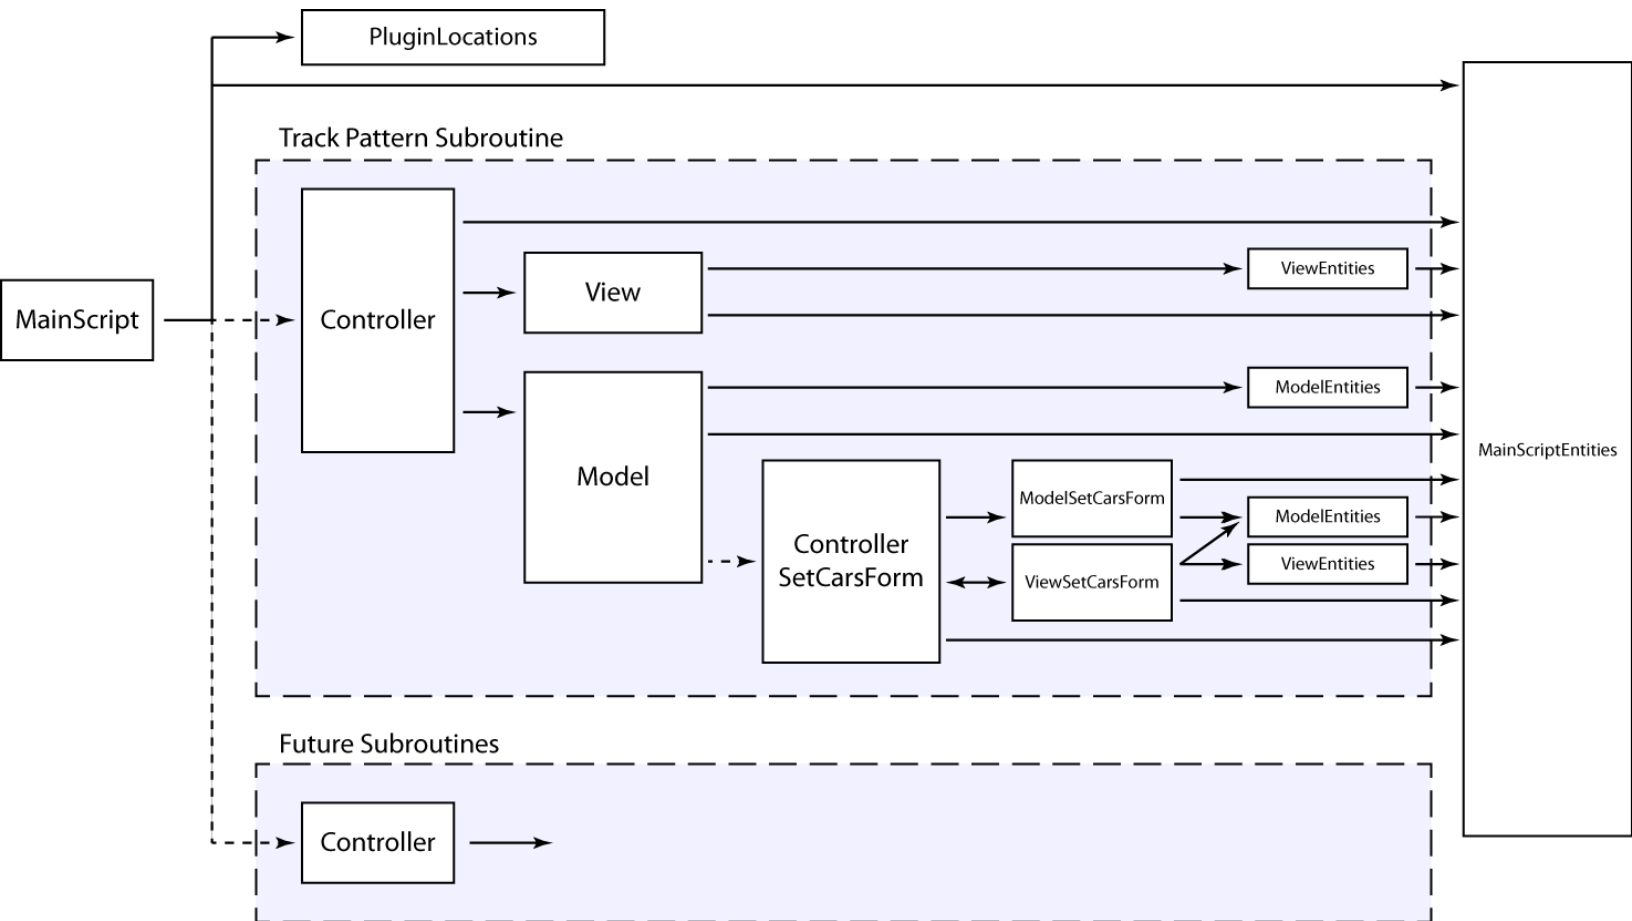 PluginLocations
Track Pattern Subroutine
MainScript
Controller
View
ViewEntities
Model
ModelEntities
MainScriptEntities
Controller
SetCarsForm
ModelSetCarsForm
ModelEntities
ViewSetCarsForm
ViewEntities
Future Subroutines
Controller